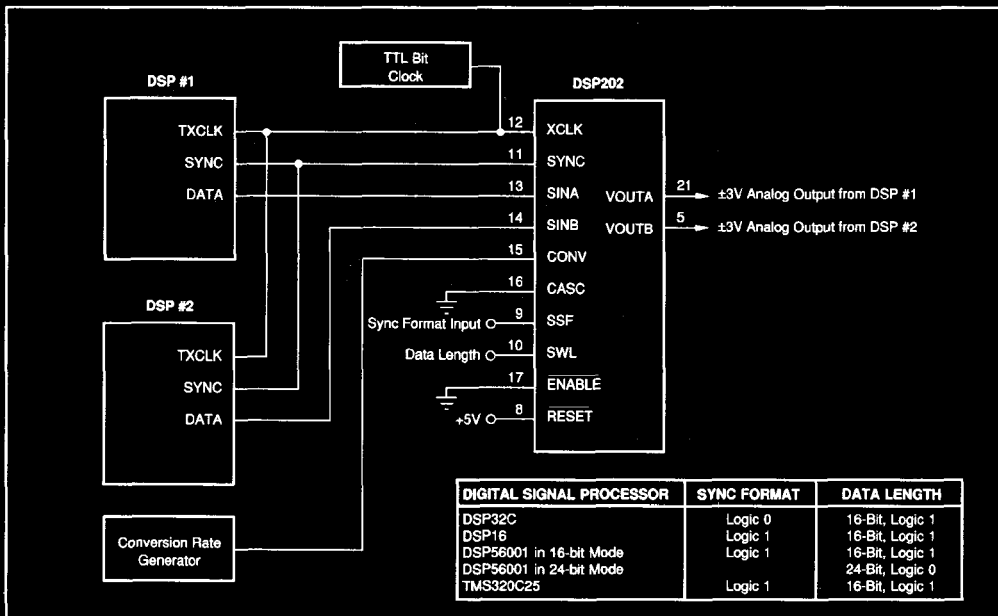 TTL Bit
Clock
DSP #1
DSP202
TXCLK
SYNC
DATA
12 XCLK
11 SYNC
13 SINA
14 SINB
15 CONV
16 CASC
Sync Format Input 9 SSF
Data Length 10 SWL
17 ENABLE
+5V 8 RESET
VOUTA 21 ±3V Analog Output from DSP #1
VOUTB 5 ±3V Analog Output from DSP #2
DSP #2
TXCLK
SYNC
DATA
Conversion Rate
Generator
DIGITAL SIGNAL PROCESSOR SYNC FORMAT DATA LENGTH
DSP32C Logic 0 16-Bit, Logic 1
DSP16 Logic 1 16-Bit, Logic 1
DSP56001 in 16-bit Mode Logic 1 16-Bit, Logic 1
DSP56001 in 24-bit Mode 24-Bit, Logic 0
TMS320C25 Logic 1 16-Bit, Logic 1